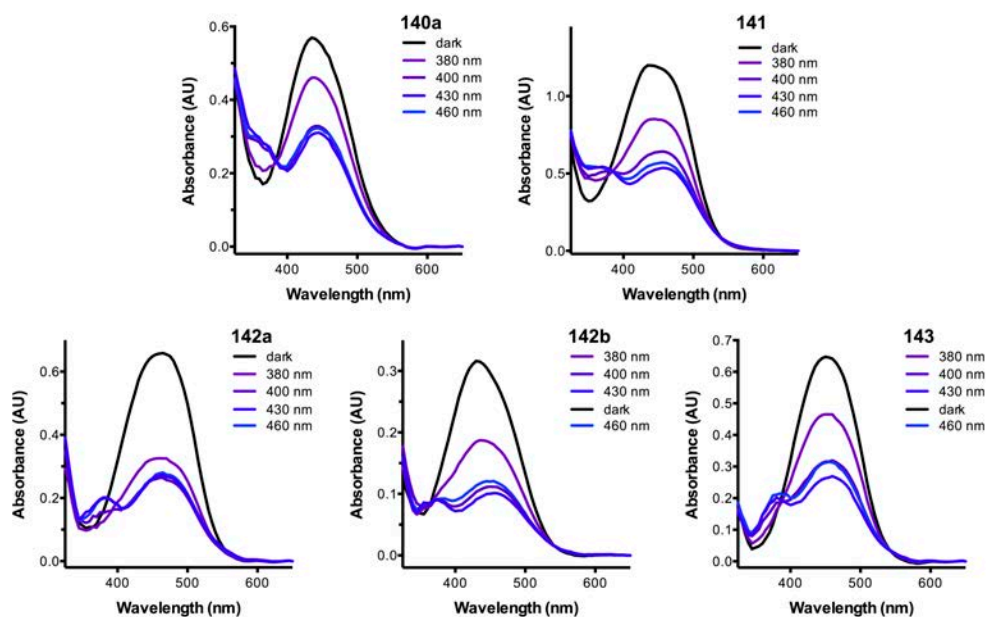 140a
dark
380 nm
400 nm
430 nm
460 nm
0.6
0.4
0.2
0.0
Absorbance (AU)
400 500 600
Wavelength (nm)
141
dark
380 nm
400 nm
430 nm
460 nm
1.0
0.5
0.0
Absorbance (AU)
400 500 600
Wavelength (nm)
142a
dark
380 nm
400 nm
430 nm
460 nm
0.6
0.4
0.2
0.0
Absorbance (AU)
400 500 600
Wavelength (nm)
142b
380 nm
400 nm
430 nm
dark
460 nm
0.3
0.2
0.1
0.0
Absorbance (AU)
400 500 600
Wavelength (nm)
143
380 nm
400 nm
430 nm
dark
460 nm
0.7
0.6
0.5
0.4
0.3
0.2
0.1
0.0
Absorbance (AU)
400 500 600
Wavelength (nm)